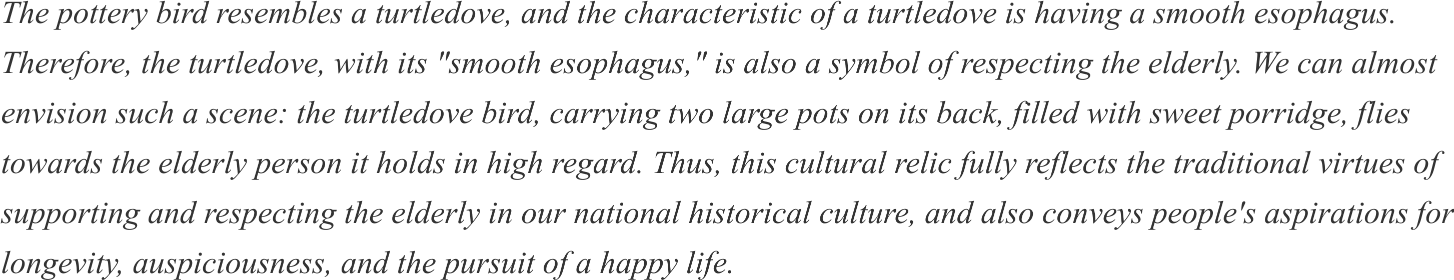 The pottery bird resembles a turtledove, and the characteristic of a turtledove is having a smooth esophagus.
Therefore, the turtledove, with its "smooth esophagus," is also a symbol of respecting the elderly. We can almost
envision such a scene: the turtledove bird, carrying two large pots on its back, filled with sweet porridge, flies
towards the elderly person it holds in high regard. Thus, this cultural relic fully reflects the traditional virtues of
supporting and respecting the elderly in our national historical culture, and also conveys people's aspirations for
longevity, auspiciousness, and the pursuit of a happy life.